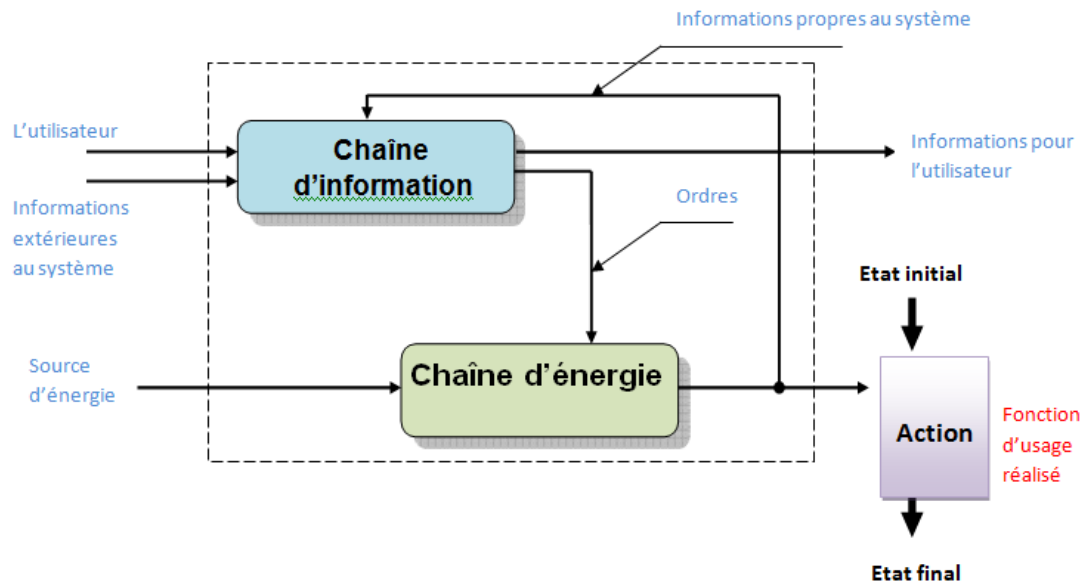 Informations propres au système
L'utilisateur
Chaîne
d'information
Informations pour
l'utilisateur
Informations
extérieures
au système
Ordres
Etat initial
Source
d'énergie
Chaîne d'énergie
Action
Fonction
d'usage
réalisé
Etat final